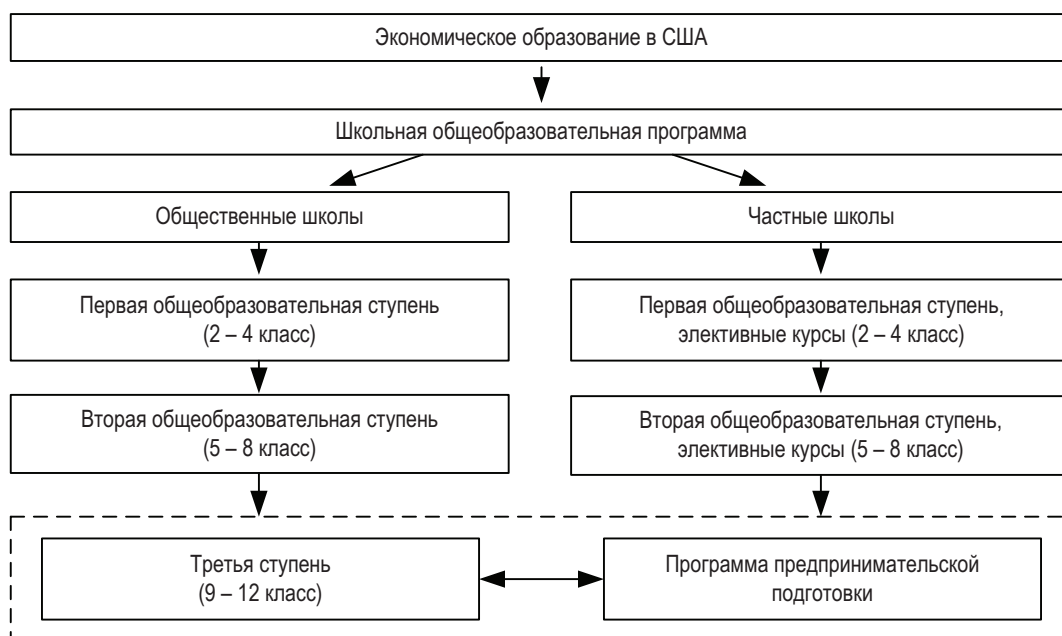 Экономическое образование в США
Школьная общеобразовательная программа
Общественные школы
Частные школы
Первая общеобразовательная ступень
(2 – 4 класс)
Первая общеобразовательная ступень,
элективные курсы (2 – 4 класс)
Вторая общеобразовательная ступень
(5 – 8 класс)
Вторая общеобразовательная ступень,
элективные курсы (5 – 8 класс)
Третья ступень
(9 – 12 класс)
Программа предпринимательской
подготовки